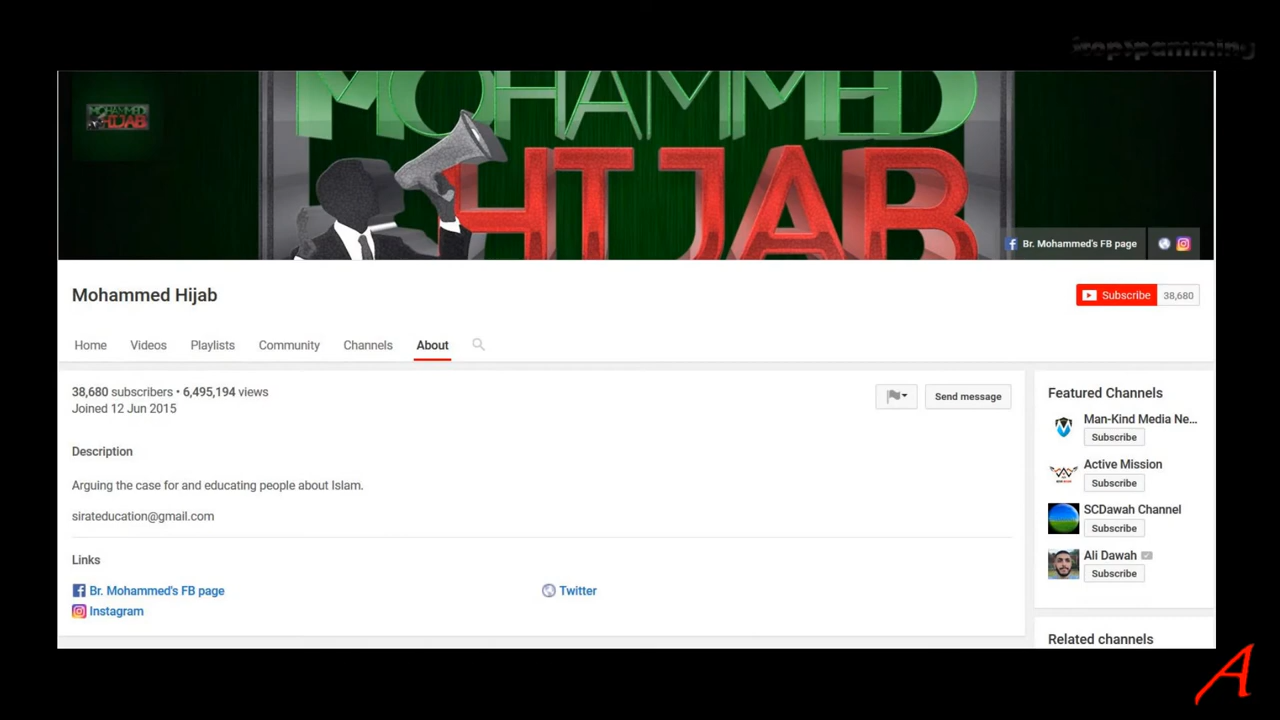 StopSpamming
MOHAMMED
HIJAB
MOHAMMED
HIJAB
Br. Mohammed's FB page
Mohammed Hijab
Subscribe 38,680
Home Videos Playlists Community Channels About
38,680 subscribers • 6,495,194 views
Joined 12 Jun 2015
Send message
Description
Arguing the case for and educating people about Islam.
sirateducation@gmail.com
Links
Br. Mohammed's FB page Twitter
Instagram
Featured Channels
Man-Kind Media Ne...
Subscribe
Active Mission
Subscribe
SCDawah Channel
Subscribe
Ali Dawah
Subscribe
Related channels
A